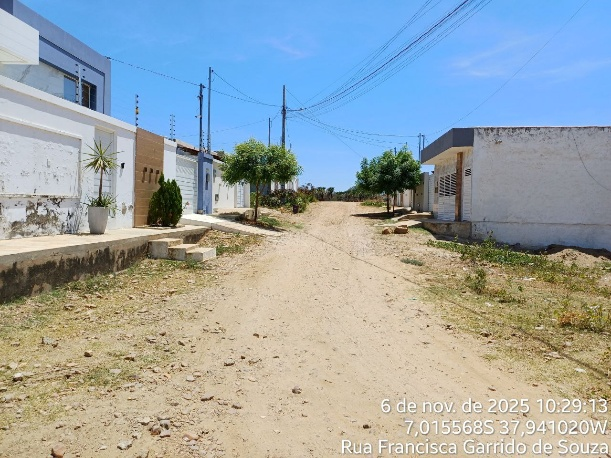 6 de nov. de 2025 10:29:13
7,015568S 37,941020W
Rua Francisca Garrido de Souza